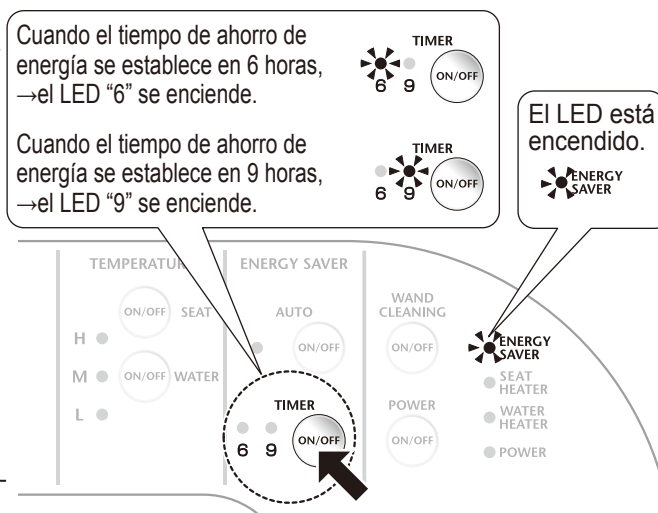 Cuando el tiempo de ahorro de
energía se establece en 6 horas,
→el LED “6” se enciende.
TIMER
ON/OFF
6 9
Cuando el tiempo de ahorro de
energía se establece en 9 horas,
→el LED “9” se enciende.
TIMER
ON/OFF
6 9
El LED está
encendido.
ENERGY
SAVER
TEMPERATUR
ON/OFF SEAT
H
M ON/OFF WATER
L
ENERGY SAVER
AUTO
ON/OFF
TIMER
6 9 ON/OFF
WAND
CLEANING
ON/OFF
POWER
ON/OFF
ENERGY
SAVER
SEAT
HEATER
WATER
HEATER
POWER